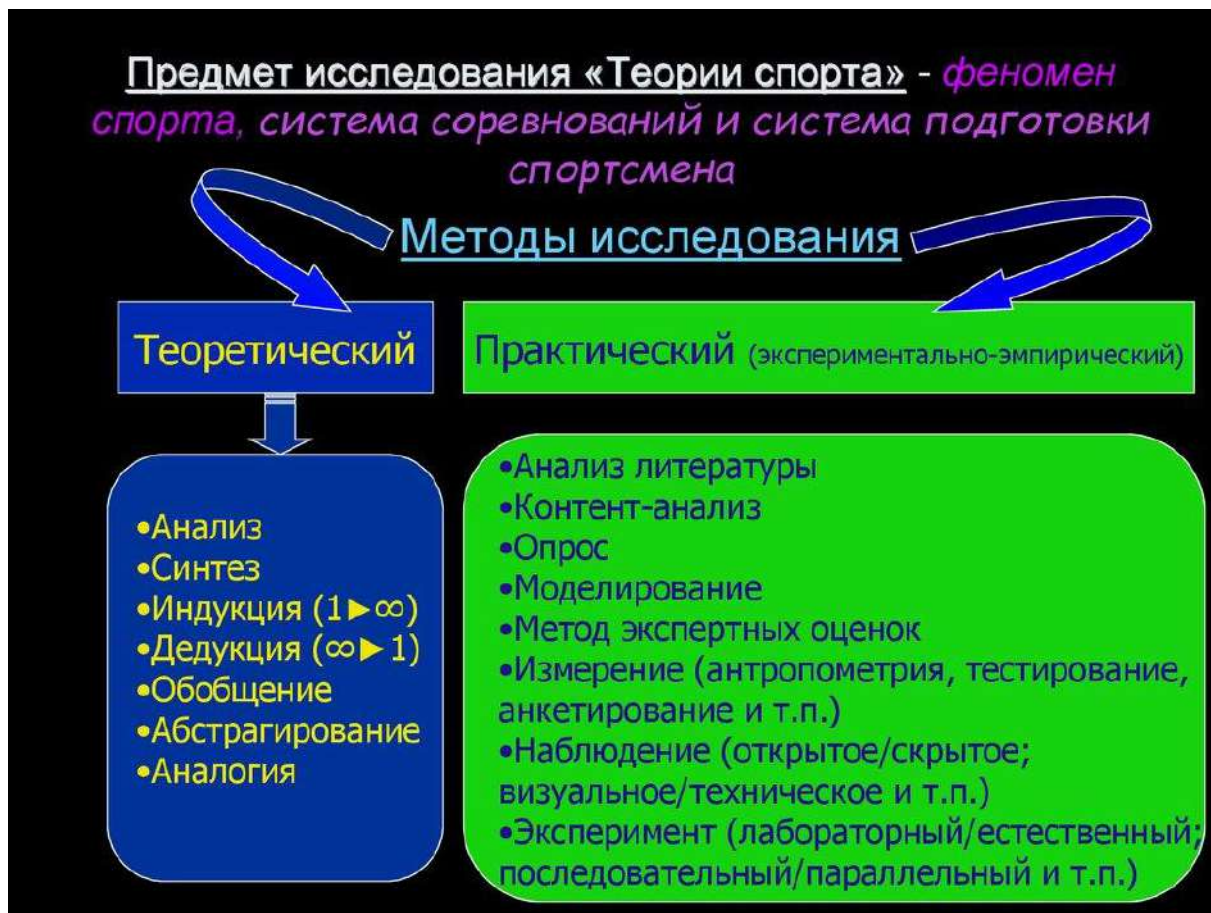 Предмет исследования «Теории спорта» - феномен
спорта, система соревнований и система подготовки
спортсмена
Методы исследования
Теоретический
Практический (экспериментально-эмпирический)
•Анализ
•Синтез
•Индукция (1►∞)
•Дедукция (∞►1)
•Обобщение
•Абстрагирование
•Аналогия
•Анализ литературы
•Контент-анализ
•Опрос
•Моделирование
•Метод экспертных оценок
•Измерение (антропометрия, тестирование,
анкетирование и т.п.)
•Наблюдение (открытое/скрытое;
визуальное/техническое и т.п.)
•Эксперимент (лабораторный/естественный;
последовательный/параллельный и т.п.)